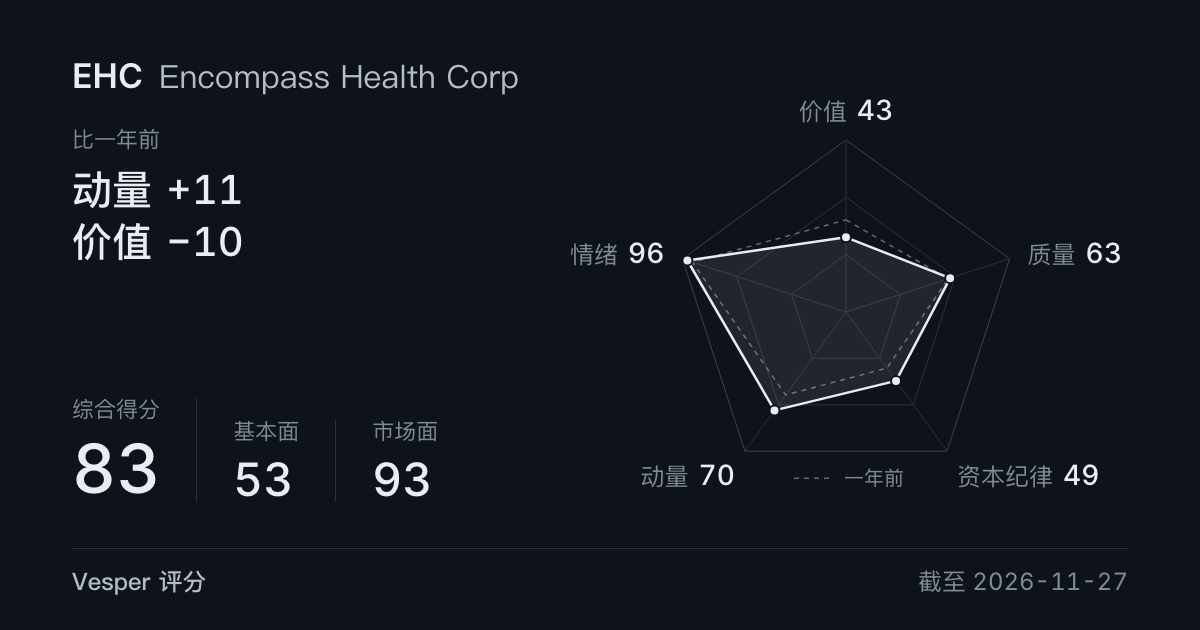 EHC Encompass Health Corp
比一年前
动量 +11
价值 −10
综合得分
83
基本面
53
市场面
93
价值 43
情绪 96
质量 63
动量 70
一年前
资本纪律 49
Vesper 评分
截至 2026-11-27